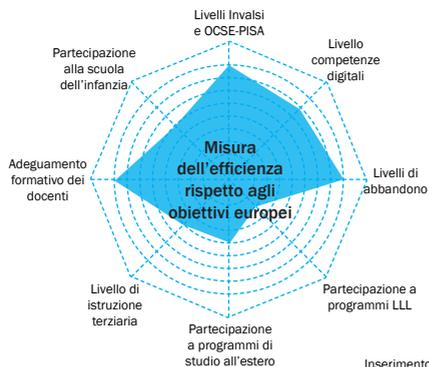 Livelli Invalsi
e OCSE-PISA
Livello
competenze
digitali
Partecipazione
alla scuola
dell'infanzia
Misura
dell'efficienza
rispetto agli
obiettivi europei
Adeguamento
formativo dei
docenti
Livelli di
abbandono
Livello di
istruzione
terziaria
Partecipazione a
programmi LLL
Partecipazione
a programmi di
studio all'estero
Inserimento